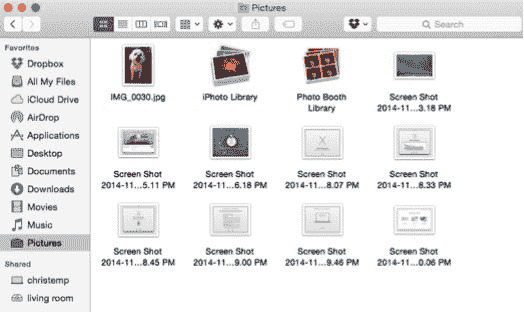 Pictures
Search
Favorites
Dropbox
All My Files
iCloud Drive
AirDrop
Applications
Desktop
Documents
Downloads
Movies
Music
Pictures
Shared
christemp
living room
IMG_0030.jpg
iPhoto Library
Photo Booth
Library
Screen Shot
2014-11...3.18 PM
Screen Shot
2014-11...5.11 PM
Screen Shot
2014-11...6.18 PM
Screen Shot
2014-11...8.07 PM
Screen Shot
2014-11...8.33 PM
Screen Shot
2014-11...8.45 PM
Screen Shot
2014-11...9.00 PM
Screen Shot
2014-11...9.46 PM
Screen Shot
2014-11...0.06 PM